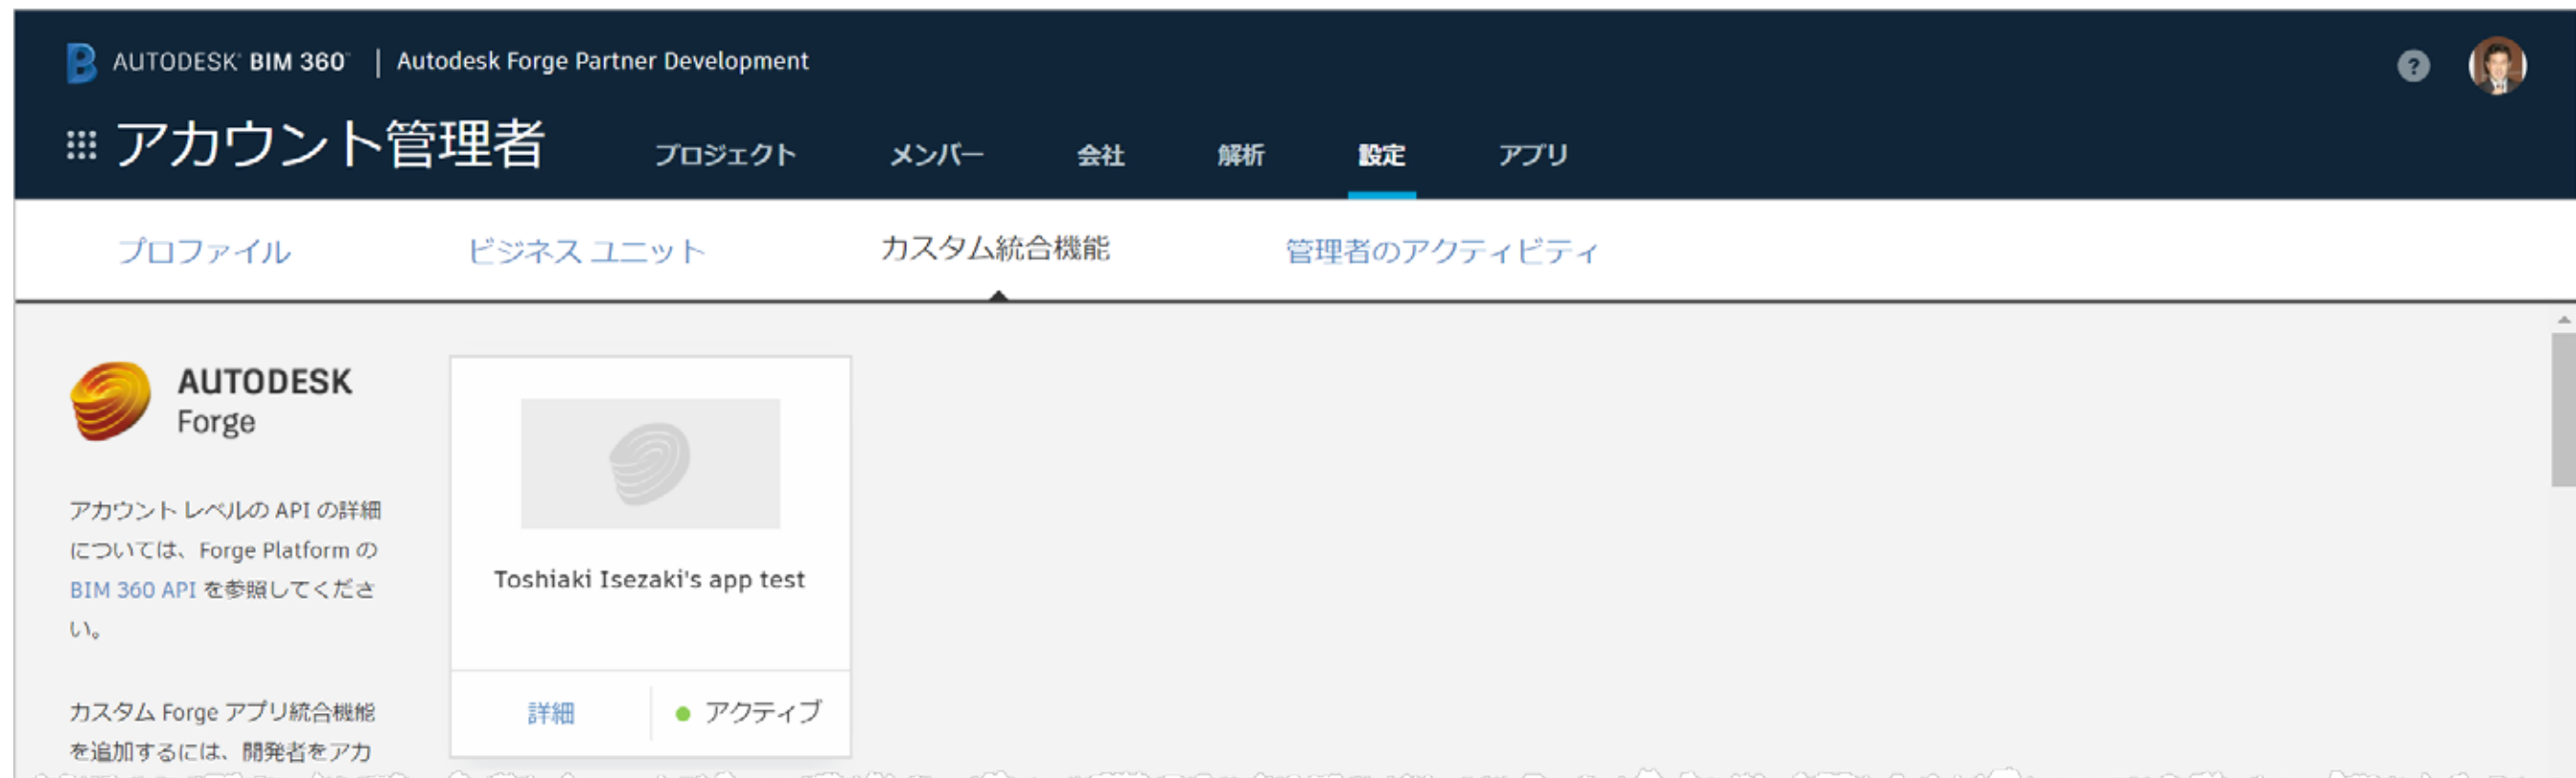 AUTODESK® BIM 360™ | Autodesk Forge Partner Development
?
アカウント管理者
プロジェクト メンバー 会社 解析 設定 アプリ
プロファイル ビジネス ユニット カスタム統合機能 管理者のアクティビティ
AUTODESK
Forge
アカウント レベルの API の詳細
については、Forge Platform の
BIM 360 API を参照してくださ
い。
カスタム Forge アプリ統合機能
を追加するには、開発者をアカ
Toshiaki Isezaki's app test
詳細 アクティブ